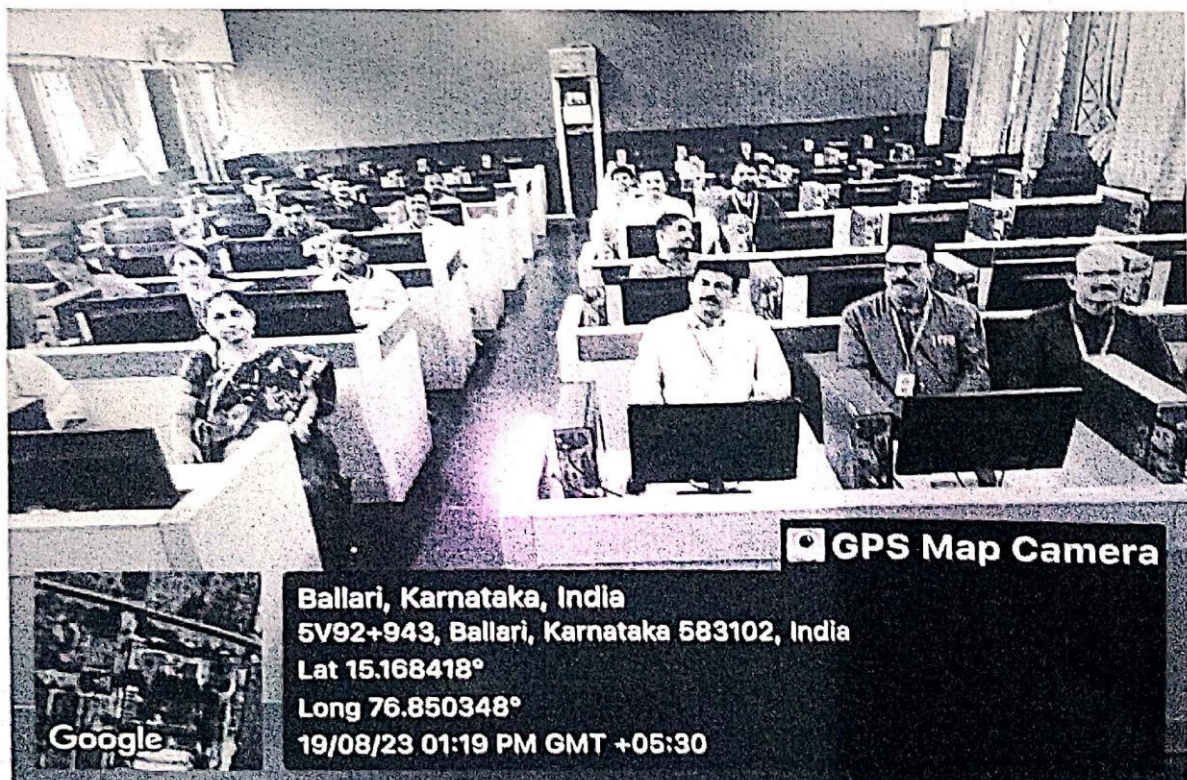 GPS Map Camera
Ballari, Karnataka, India
5V92+943, Ballari, Karnataka 583102, India
Lat 15.168418°
Long 76.850348°
19/08/23 01:19 PM GMT +05:30
Google